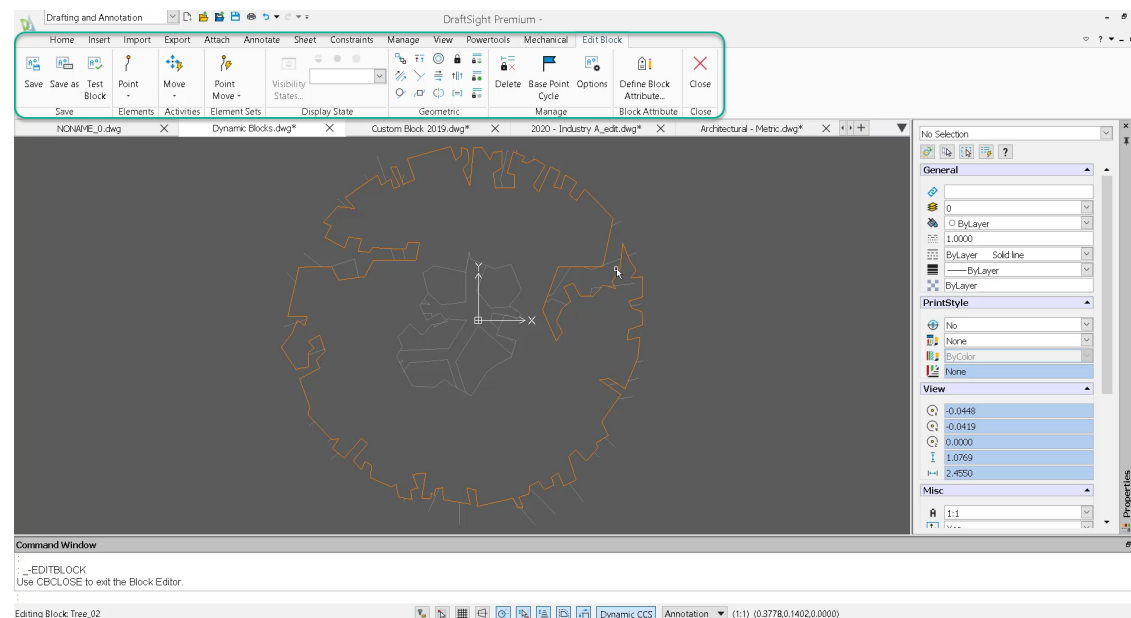 Drafting and Annotation
DraftSight Premium -
Home Insert Import Export Attach Annotate Sheet Constraints Manage View Powertools Mechanical Edit Block
Save Save as Test Block Point Move Point Move Visibility States... Delete Base Point Cycle Options Define Block Attribute... Close
Save Elements Activities Element Sets Display State Geometric Manage Block Attribute Close
NONAME_0.dwg Dynamic Blocks.dwg* Custom Block 2019.dwg* 2020 - Industry A_edit.dwg* Architectural - Metric.dwg*
No Selection
General
0
ByLayer
1.0000
ByLayer Solid line
ByLayer
ByLayer
PrintStyle
No
None
ByColor
None
View
-0.0448
-0.0419
0.0000
1.0769
2.4550
Misc
1:1
Properties
Y
X
Command Window
:
: _-EDITBLOCK
Use CBCLOSE to exit the Block Editor.
:
Editing Block: Tree_02
Dynamic CCS Annotation (1:1) (0.3778,0.1402,0.0000)